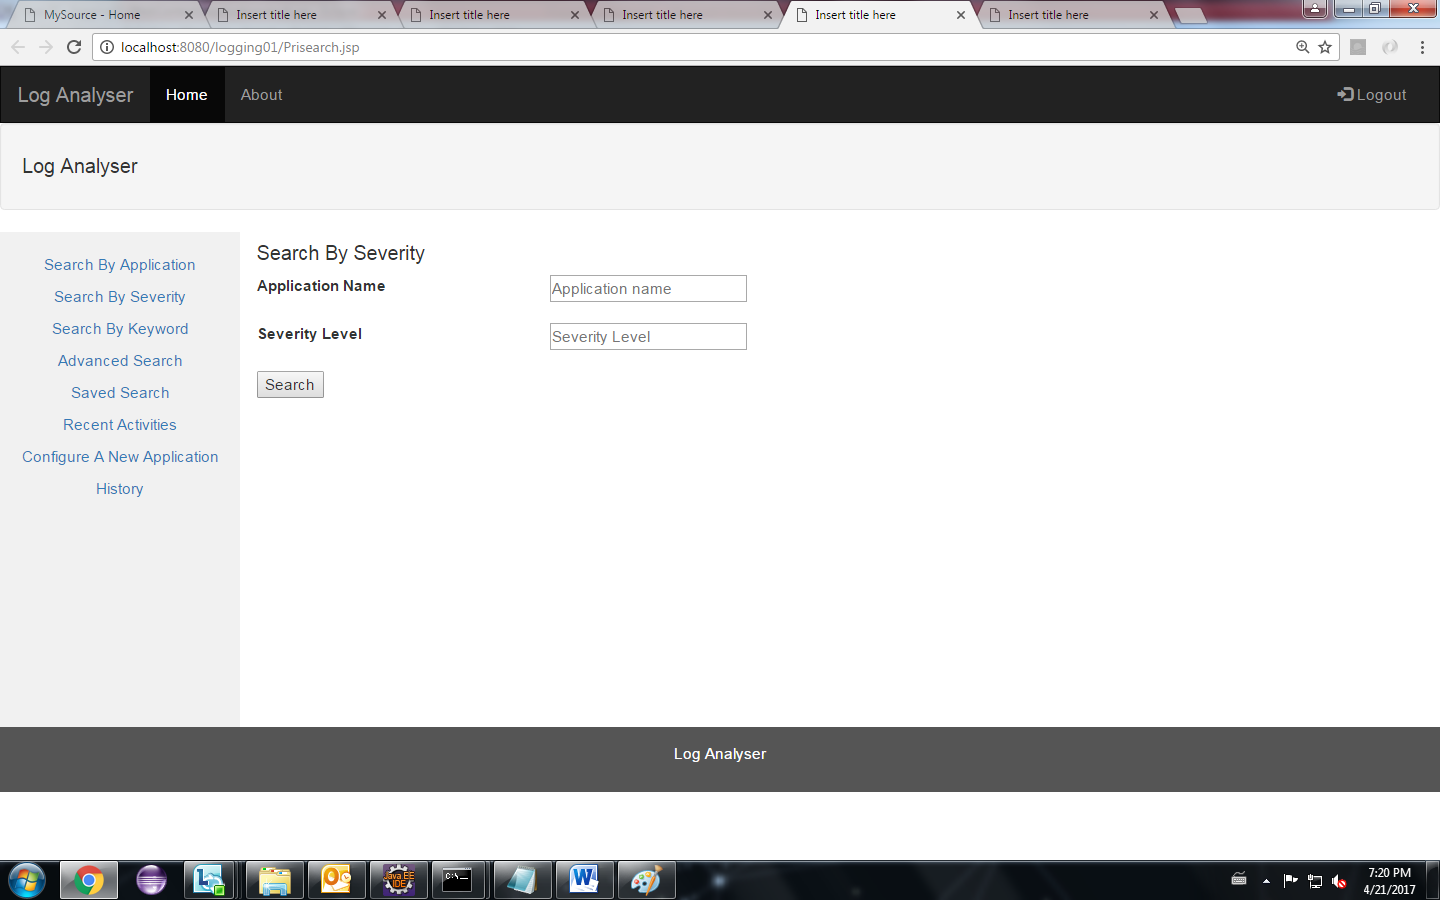 MySource - Home
Insert title here
Insert title here
Insert title here
Insert title here
Insert title here
localhost:8080/logging01/Prisearch.jsp
Log Analyser Home About Logout
Log Analyser
Search By Application
Search By Severity
Search By Keyword
Advanced Search
Saved Search
Recent Activities
Configure A New Application
History
Search By Severity
Application Name Application name
Severity Level Severity Level
Search
Log Analyser
Java EE
IDE
C:\_
7:20 PM
4/21/2017